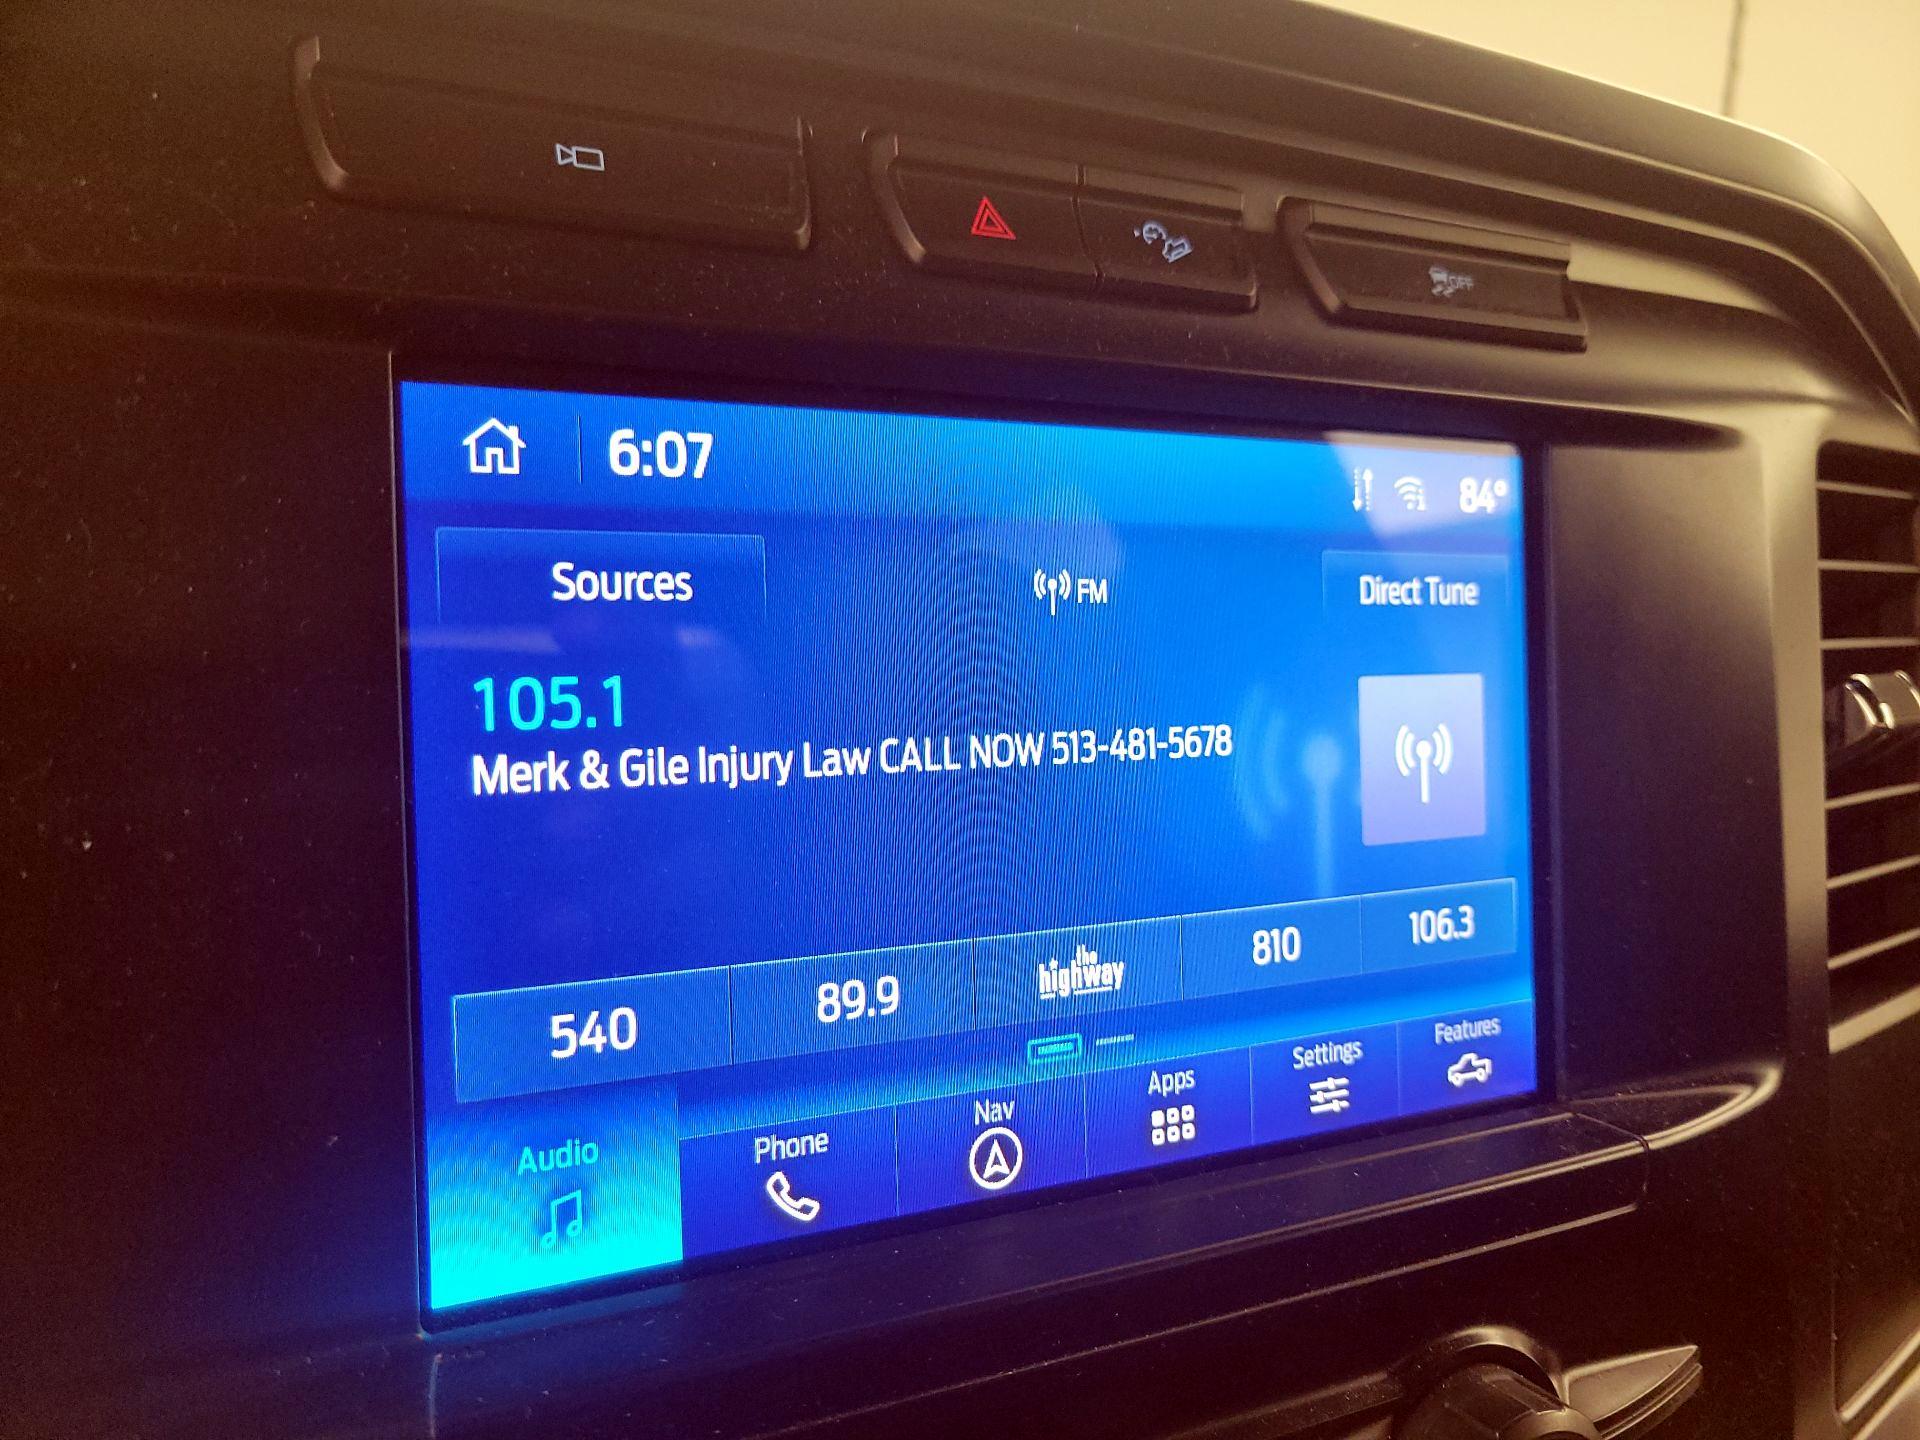 OFF
6:07
84°
Sources
FM
Direct Tune
105.1
Merk & Gile Injury Law CALL NOW 513-481-5678
540
89.9
the
highway
810
106.3
Audio
Phone
Nav
Apps
Settings
Features